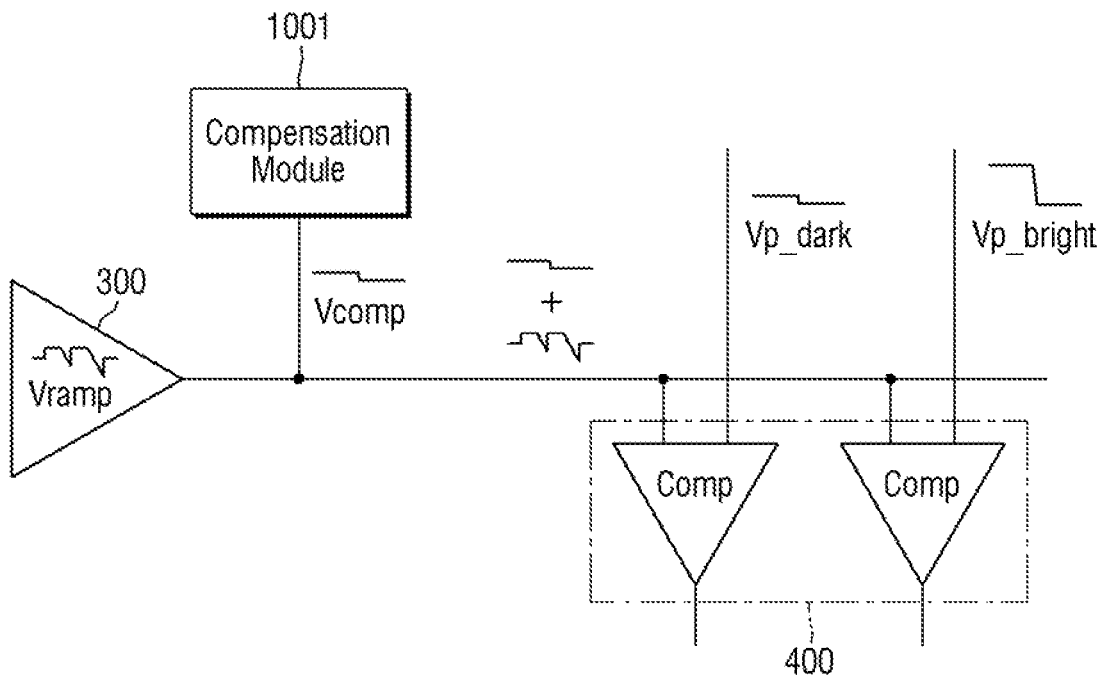 1001
Compensation
Module
Vp_dark
Vp_bright
300
Vcomp
+
Vramp
Comp
Comp
400